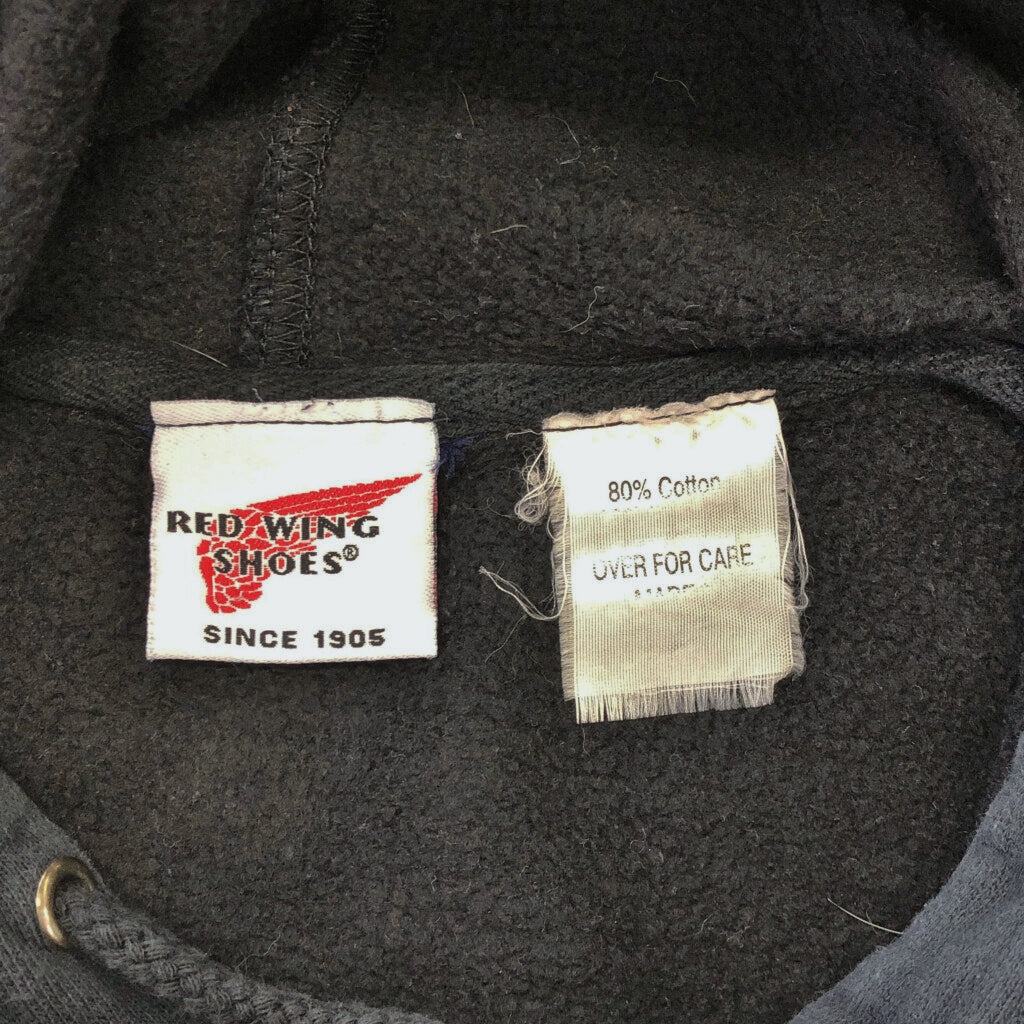 RED WING
SHOES®
SINCE 1905
80% Cotton
OVER FOR CARE